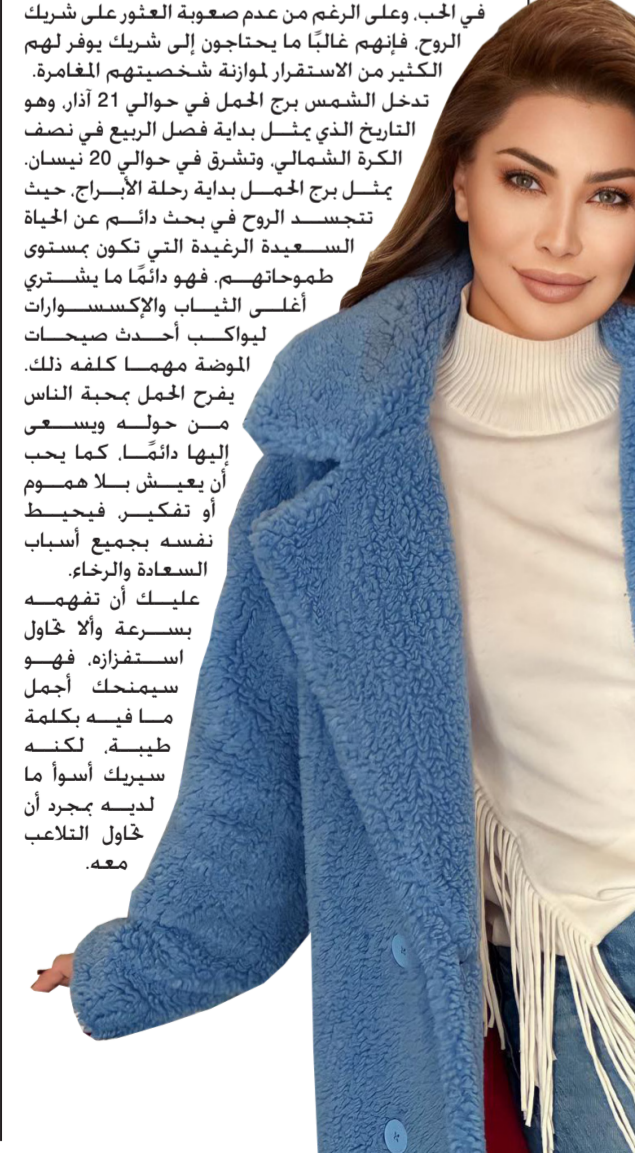 في الحب، وعلى الرغم من عدم صعوبة العثور على شريك
الروح، فإنهم غالبًا ما يحتاجون إلى شريك يوفر لهم
الكثير من الاستقرار لموازنة شخصيتهم المغامرة.
تدخل الشمس برج الحمل في حوالي 21 آذار، وهو
التاريخ الذي يمثل بداية فصل الربيع في نصف
الكرة الشمالي، وتشرق في حوالي 20 نيسان.
يمثل برج الحمل بداية رحلة الأبراج، حيث
تتجسد الروح في بحث دائم عن الحياة
السعيدة الرغيدة التي تكون بمستوى
طموحاتهم. فهو دائمًا ما يشتري
أغلى الثياب والإكسسوارات
ليواكب أحدث صيحات
الموضة مهما كلفه ذلك.
يفرح الحمل بمحبة الناس
من حوله ويسعى
إليها دائمًا، كما يحب
أن يعيش بلا هموم
أو تفكير، فيحيط
نفسه بجميع أسباب
السعادة والرخاء.
عليك أن تفهمه
بسرعة وألا تحاول
استفزازه، فهو
سيمنحك أجمل
ما فيه بكلمة
طيبة، لكنه
سيريك أسوأ ما
لديه بمجرد أن
تحاول التلاعب
معه.